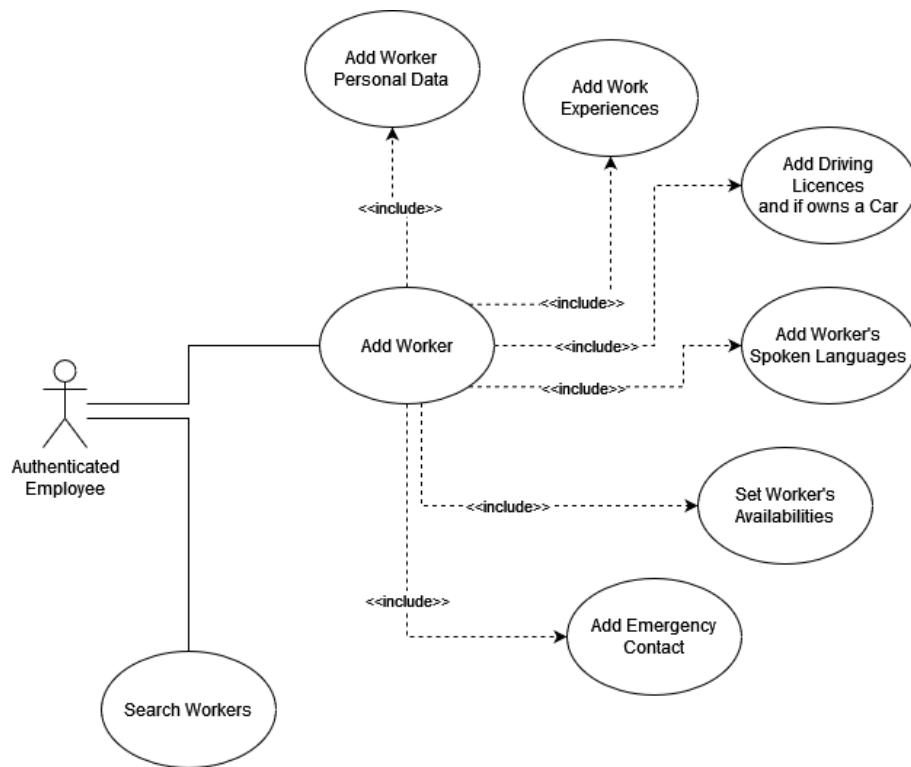 Add Worker
Personal Data
Add Work
Experiences
Add Driving
Licences
and if owns a Car
<<include>>
<<include>>
Add Worker
<<include>>
Add Worker's
Spoken Languages
<<include>>
Authenticated
Employee
<<include>>
Set Worker's
Availabilities
<<include>>
Add Emergency
Contact
Search Workers